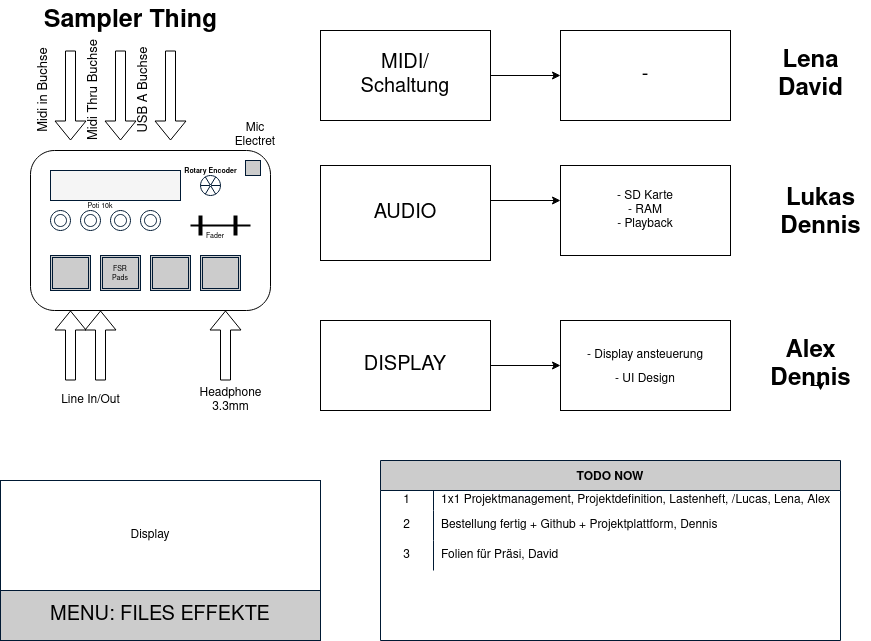 Sampler Thing
Midi in Buchse
Midi Thru Buchse
USB A Buchse
Mic
Electret
Rotary Encoder
Poti 10k
Fader
FSR
Pads
Line In/Out
Headphone
3.3mm
MIDI/
Schaltung
-
Lena
David
AUDIO
- SD Karte
- RAM
- Playback
Lukas
Dennis
DISPLAY
- Display ansteuerung
- UI Design
Alex
Dennis
Display
MENU: FILES EFFEKTE
TODO NOW
1 1x1 Projektmanagement, Projektdefinition, Lastenheft, /Lucas, Lena, Alex
2 Bestellung fertig + Github + Projektplattform, Dennis
3 Folien für Präsi, David